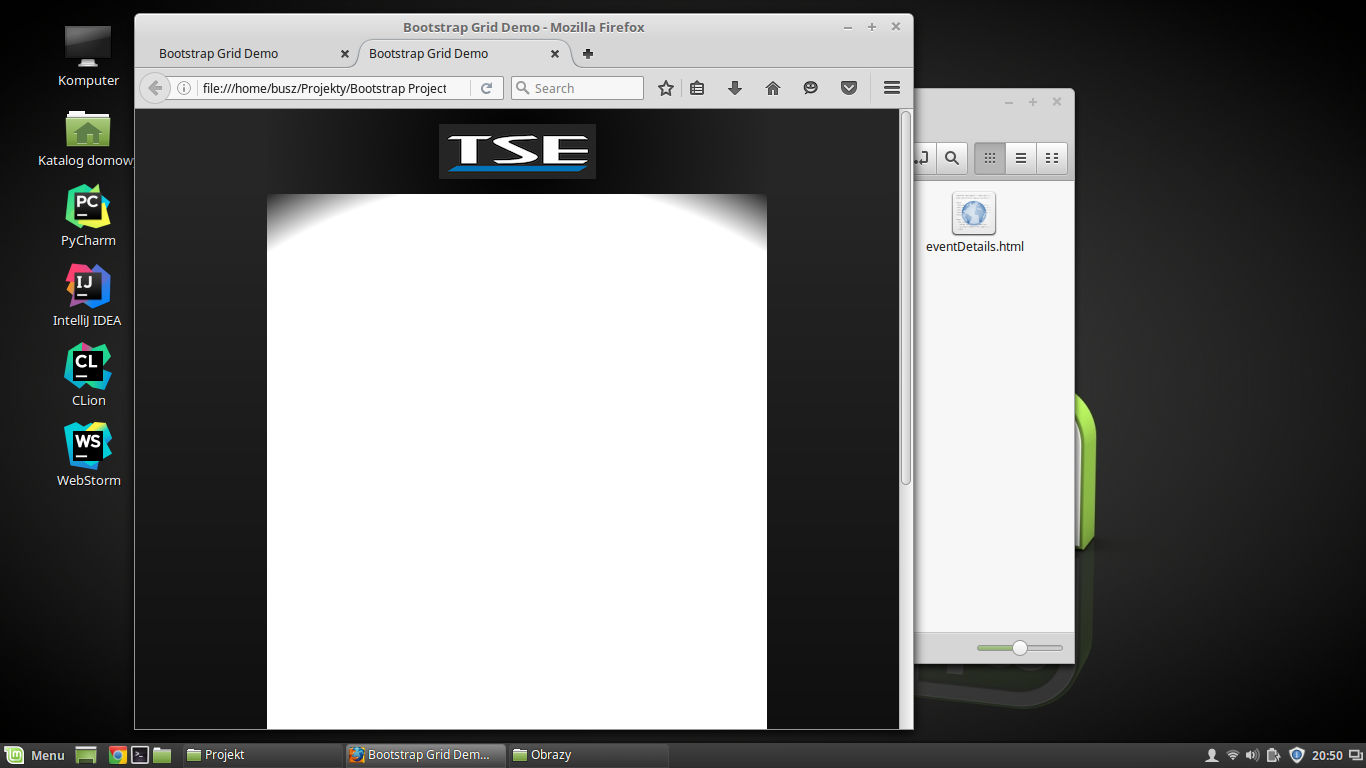 Komputer
Katalog domow
PC
PyCharm
IJ
IntelliJ IDEA
CL
CLion
WS
WebStorm
Bootstrap Grid Demo - Mozilla Firefox
Bootstrap Grid Demo
Bootstrap Grid Demo
file:///home/busz/Projekty/Bootstrap Project
Search
TSE
eventDetails.html
Menu
Projekt
Bootstrap Grid Dem...
Obrazy
20:50